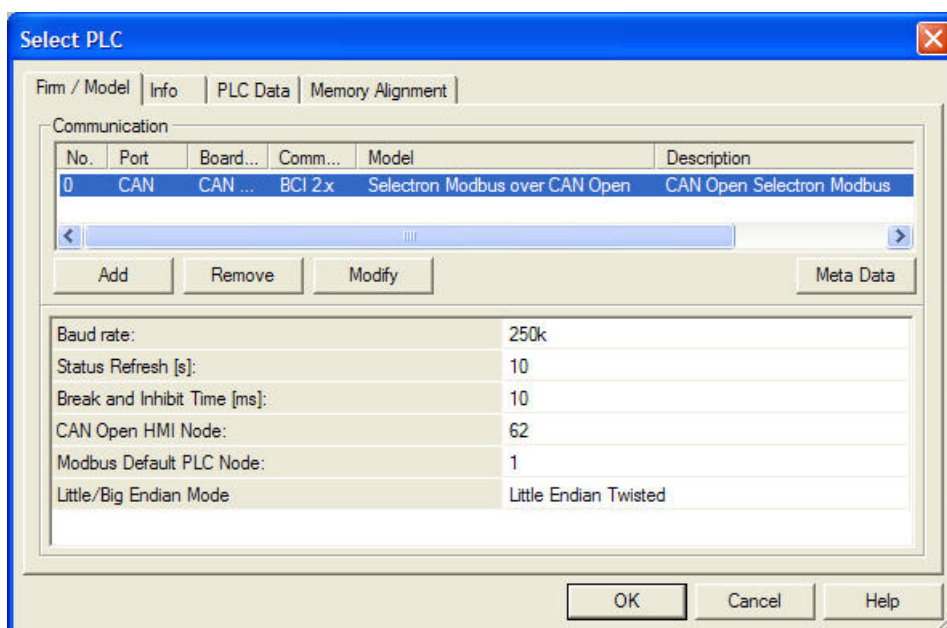 Select PLC
Firm / Model Info PLC Data Memory Alignment
Communication
No. Port Board... Comm... Model Description
0 CAN CAN ... BCI 2.x Selectron Modbus over CAN Open CAN Open Selectron Modbus
Add Remove Modify Meta Data
Baud rate: 250k
Status Refresh [s]: 10
Break and Inhibit Time [ms]: 10
CAN Open HMI Node: 62
Modbus Default PLC Node: 1
Little/Big Endian Mode Little Endian Twisted
OK Cancel Help